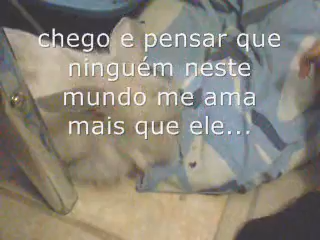 chego e pensar que
ninguém neste
mundo me ama
mais que ele...